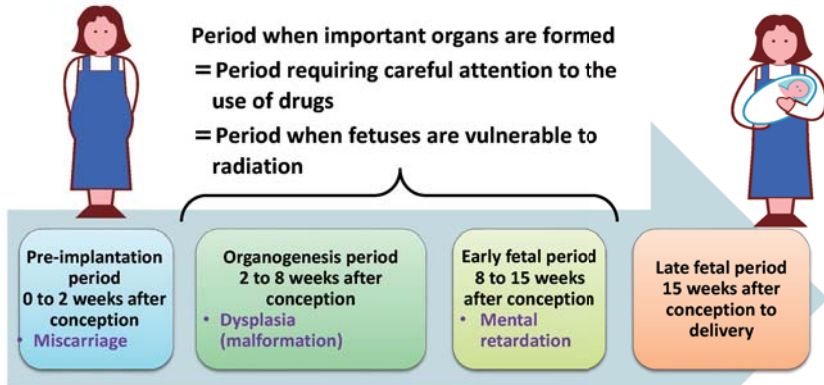 Period when important organs are formed
=Period requiring careful attention to the
use of drugs
=Period when fetuses are vulnerable to
radiation
Pre-implantation
period
0 to 2 weeks after
conception
• Miscarriage
Organogenesis period
2 to 8 weeks after
conception
• Dysplasia
(malformation)
Early fetal period
8 to 15 weeks
after conception
• Mental
retardation
Late fetal period
15 weeks after
conception to
delivery